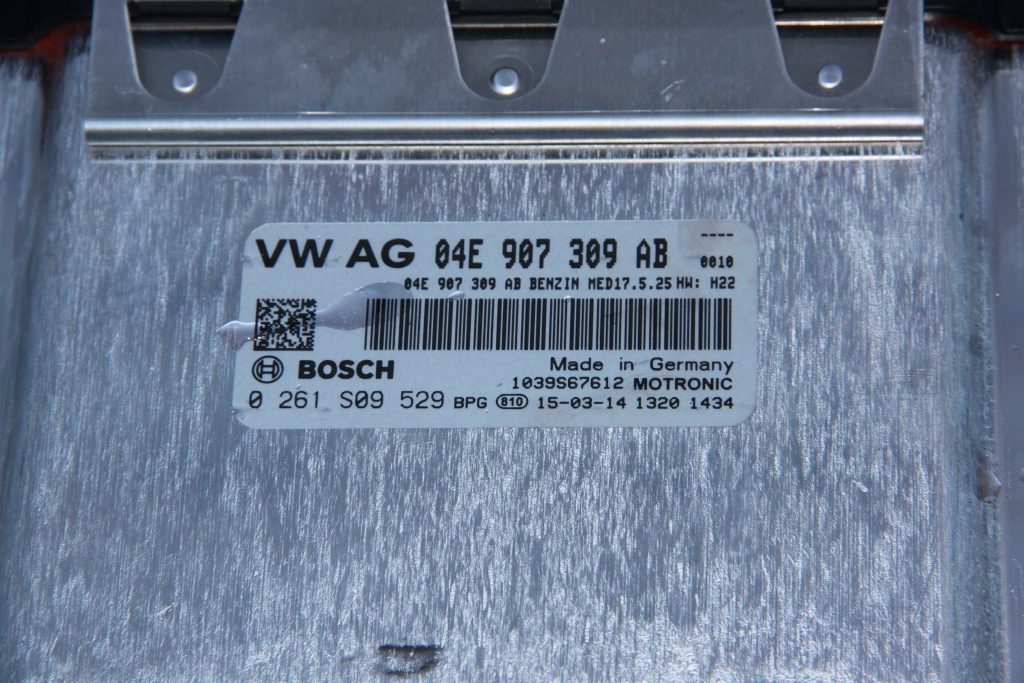 ----
VW AG 04E 907 309 AB 0010
04E 907 309 AB BENZIN MED17.5.25 HW: H22
BOSCH
Made in Germany
1039S67612 MOTRONIC
0 261 S09 529 BPG 810 15-03-14 1320 1434